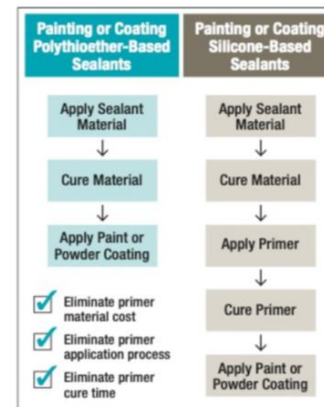 Painting or Coating
Polythioether-Based
Sealants
Apply Sealant
Material
Cure Material
Apply Paint or
Powder Coating
Eliminate primer
material cost
Eliminate primer
application process
Eliminate primer
cure time
Painting or Coating
Silicone-Based
Sealants
Apply Sealant
Material
Cure Material
Apply Primer
Cure Primer
Apply Paint or
Powder Coating